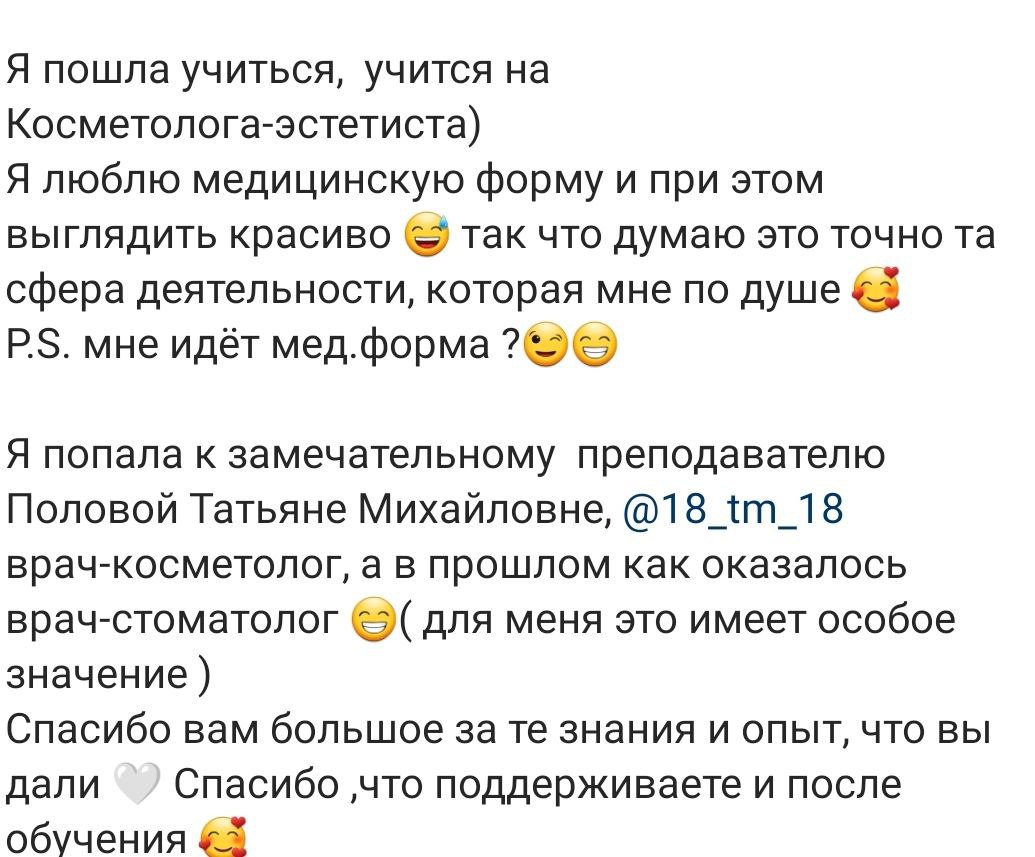 Я пошла учиться,  учится на
Косметолога-эстетиста)
Я люблю медицинскую форму и при этом
выглядить красиво 😅 так что думаю это точно та
сфера деятельности, которая мне по душе 🥰
P.S. мне идёт мед.форма ?😉😁
Я попала к замечательному  преподавателю
Половой Татьяне Михайловне, @18_tm_18
врач-косметолог, а в прошлом как оказалось
врач-стоматолог 😁( для меня это имеет особое
значение )
Спасибо вам большое за те знания и опыт, что вы
дали 🤍 Спасибо ,что поддерживаете и после
обучения 🥰